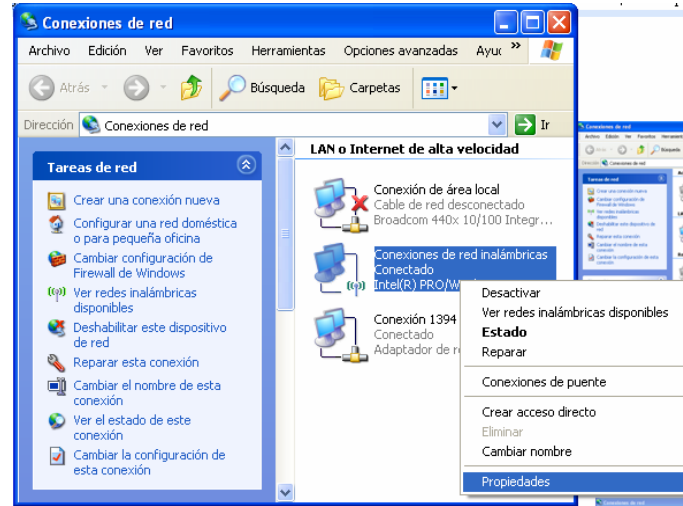 Conexiones de red
Archivo Edición Ver Favoritos Herramientas Opciones avanzadas Ayuc »
Atrás Búsqueda Carpetas
Dirección Conexiones de red Ir
Tareas de red
Crear una conexión nueva
Configurar una red doméstica
o para pequeña oficina
Cambiar configuración de
Firewall de Windows
Ver redes inalámbricas
disponibles
Deshabilitar este dispositivo
de red
Reparar esta conexión
Cambiar el nombre de esta
conexión
Ver el estado de este
conexión
Cambiar la configuración de
esta conexión
LAN o Internet de alta velocidad
Conexión de área local
Cable de red desconectado
Broadcom 440x 10/100 Integr...
Conexiones de red inalámbricas
Conectado
Intel(R) PRO/W
Conexión 1394
Conectado
Adaptador de re
Desactivar
Ver redes inalámbricas disponibles
Estado
Reparar
Conexiones de puente
Crear acceso directo
Eliminar
Cambiar nombre
Propiedades